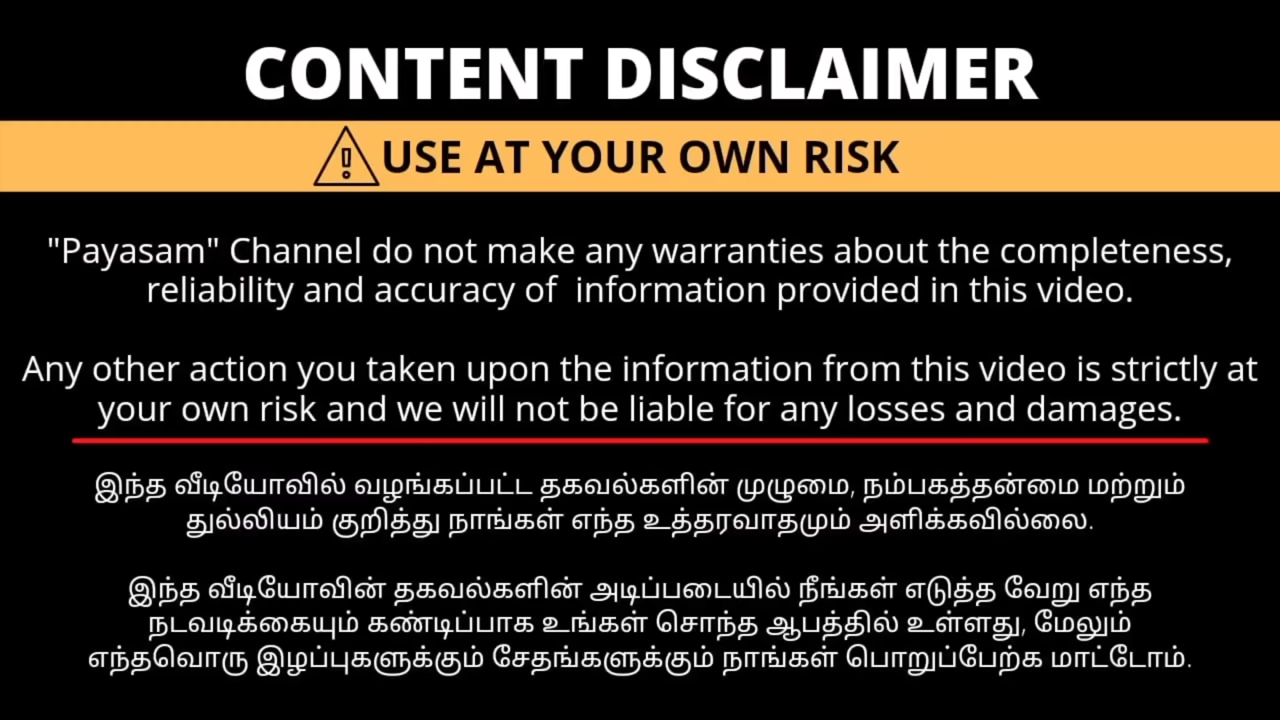 CONTENT DISCLAIMER
USE AT YOUR OWN RISK
"Payasam" Channel do not make any warranties about the completeness,
reliability and accuracy of information provided in this video.
Any other action you taken upon the information from this video is strictly at
your own risk and we will not be liable for any losses and damages.
இந்த வீடியோவில் வழங்கப்பட்ட தகவல்களின் முழுமை, நம்பகத்தன்மை மற்றும்
துல்லியம் குறித்து நாங்கள் எந்த உத்தரவாதமும் அளிக்கவில்லை.
இந்த வீடியோவின் தகவல்களின் அடிப்படையில் நீங்கள் எடுத்த வேறு எந்த
நடவடிக்கையும் கண்டிப்பாக உங்கள் சொந்த ஆபத்தில் உள்ளது, மேலும்
எந்தவொரு இழப்புகளுக்கும் சேதங்களுக்கும் நாங்கள் பொறுப்பேற்க மாட்டோம்.